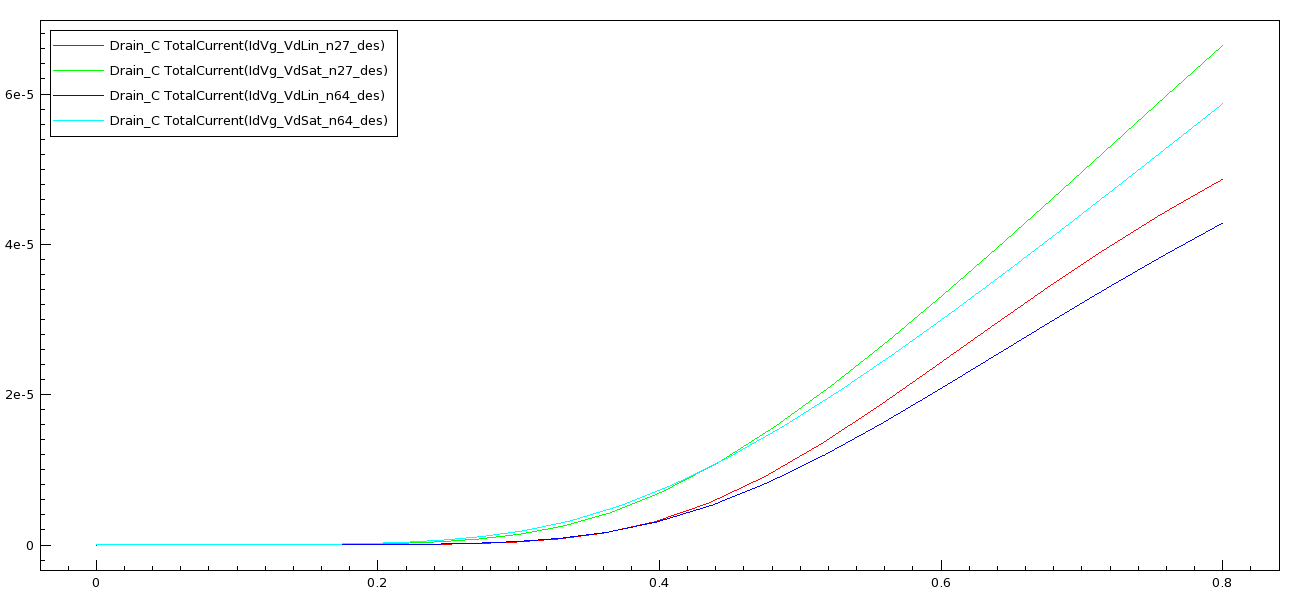 Drain_C TotalCurrent(IdVg_VdLin_n27_des)
Drain_C TotalCurrent(IdVg_VdSat_n27_des)
Drain_C TotalCurrent(IdVg_VdLin_n64_des)
Drain_C TotalCurrent(IdVg_VdSat_n64_des)
6e-5
4e-5
2e-5
0
0 0.2 0.4 0.6 0.8